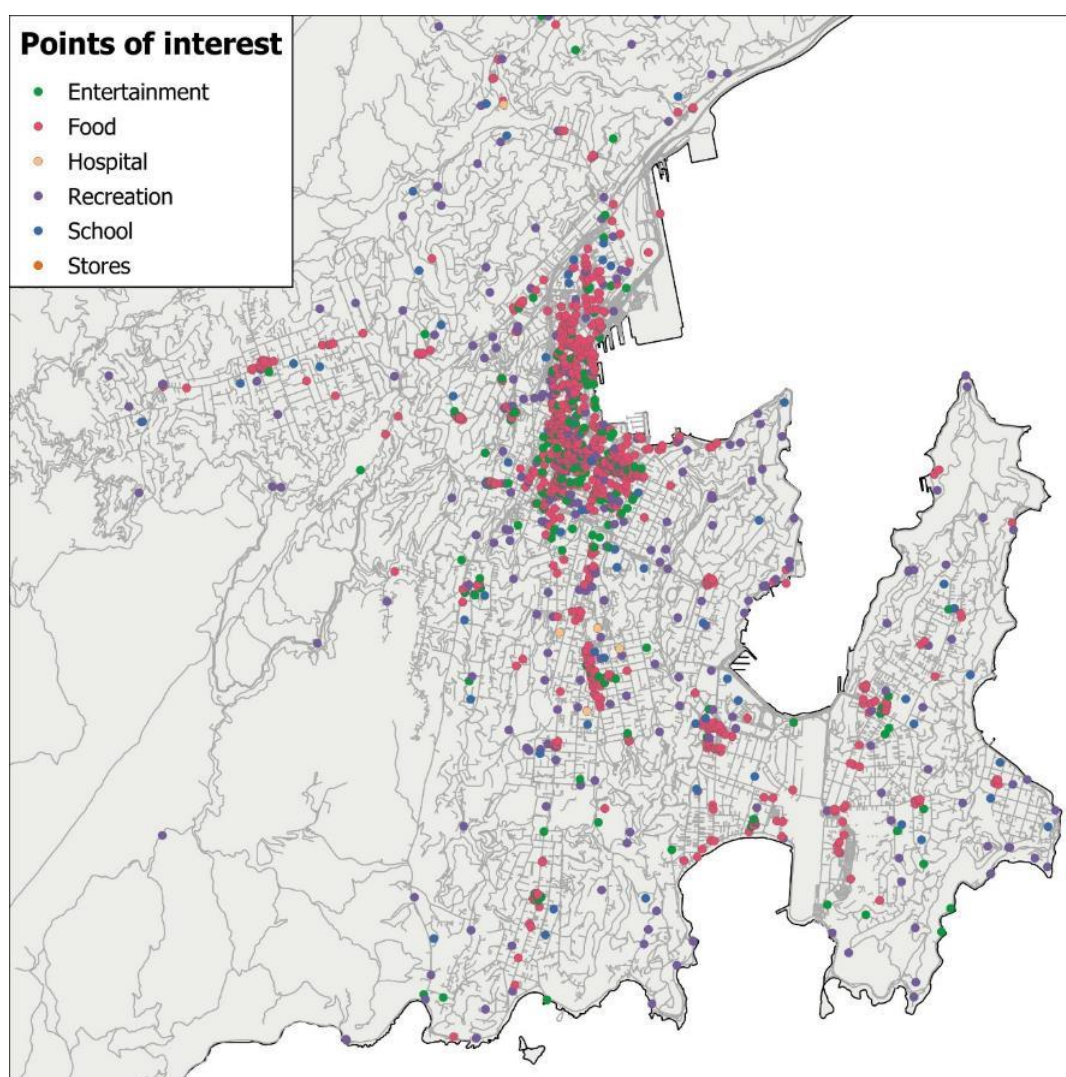 Points of interest
Entertainment
Food
Hospital
Recreation
School
Stores